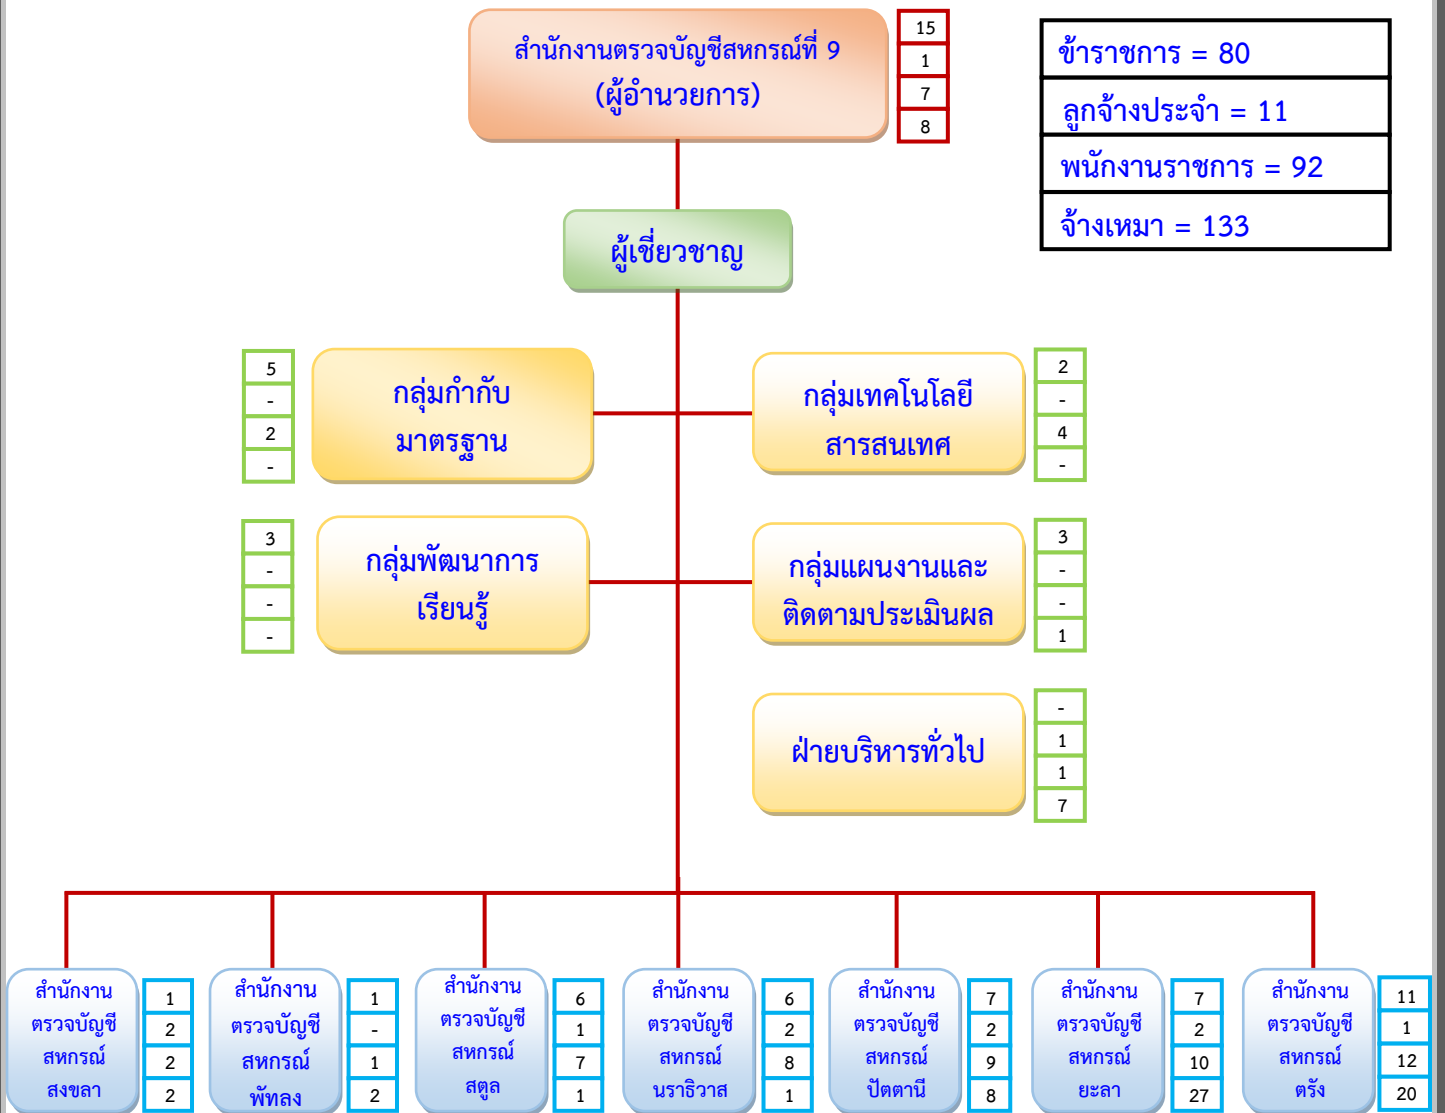 สำนักงานตรวจบัญชีสหกรณ์ที่ 9
(ผู้อำนวยการ)
15
1
7
8
ข้าราชการ = 80
ลูกจ้างประจำ = 11
พนักงานราชการ = 92
จ้างเหมา = 133
ผู้เชี่ยวชาญ
5
-
2
-
กลุ่มกำกับ
มาตรฐาน
กลุ่มเทคโนโลยี
สารสนเทศ
2
-
4
-
3
-
-
-
กลุ่มพัฒนาการ
เรียนรู้
กลุ่มแผนงานและ
ติดตามประเมินผล
3
-
-
1
ฝ่ายบริหารทั่วไป
-
1
1
7
สำนักงาน
ตรวจบัญชี
สหกรณ์
สงขลา
1
2
2
2
สำนักงาน
ตรวจบัญชี
สหกรณ์
พัทลง
1
-
1
2
สำนักงาน
ตรวจบัญชี
สหกรณ์
สตูล
6
1
7
1
สำนักงาน
ตรวจบัญชี
สหกรณ์
นราธิวาส
6
2
8
1
สำนักงาน
ตรวจบัญชี
สหกรณ์
ปัตตานี
7
2
9
8
สำนักงาน
ตรวจบัญชี
สหกรณ์
ยะลา
7
2
10
27
สำนักงาน
ตรวจบัญชี
สหกรณ์
ตรัง
11
1
12
20